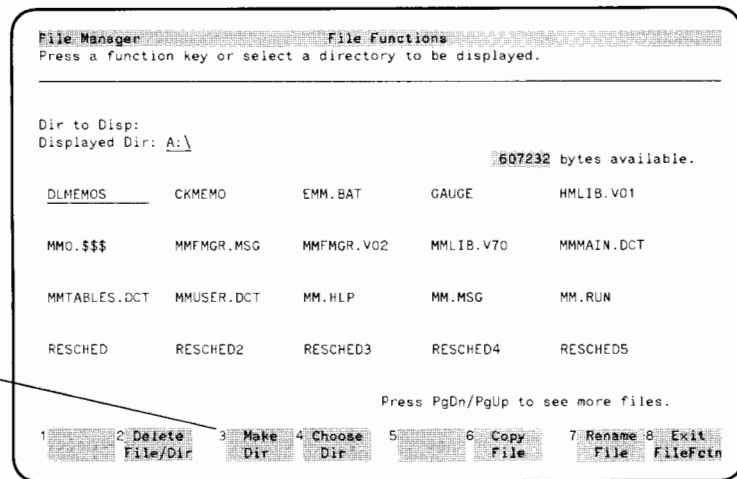 File Manager File Functions
Press a function key or select a directory to be displayed.
Dir to Disp:
Displayed Dir: A:\
607232 bytes available.
DLMEMOS CKMEMO EMM.BAT GAUGE HMLIB.V01
MMO.$$$ MMFMGR.MSG MMFMGR.V02 MMLIB.V70 MMMAIN.DCT
MMTABLES.DCT MMUSER.DCT MM.HLP MM.MSG MM.RUN
RESCHED RESCHED2 RESCHED3 RESCHED4 RESCHED5
Press PgDn/PgUp to see more files.
1 2 Delete 3 Make 4 Choose 5 6 Copy 7 Rename 8 Exit
File/Dir Dir Dir File File FileFctn